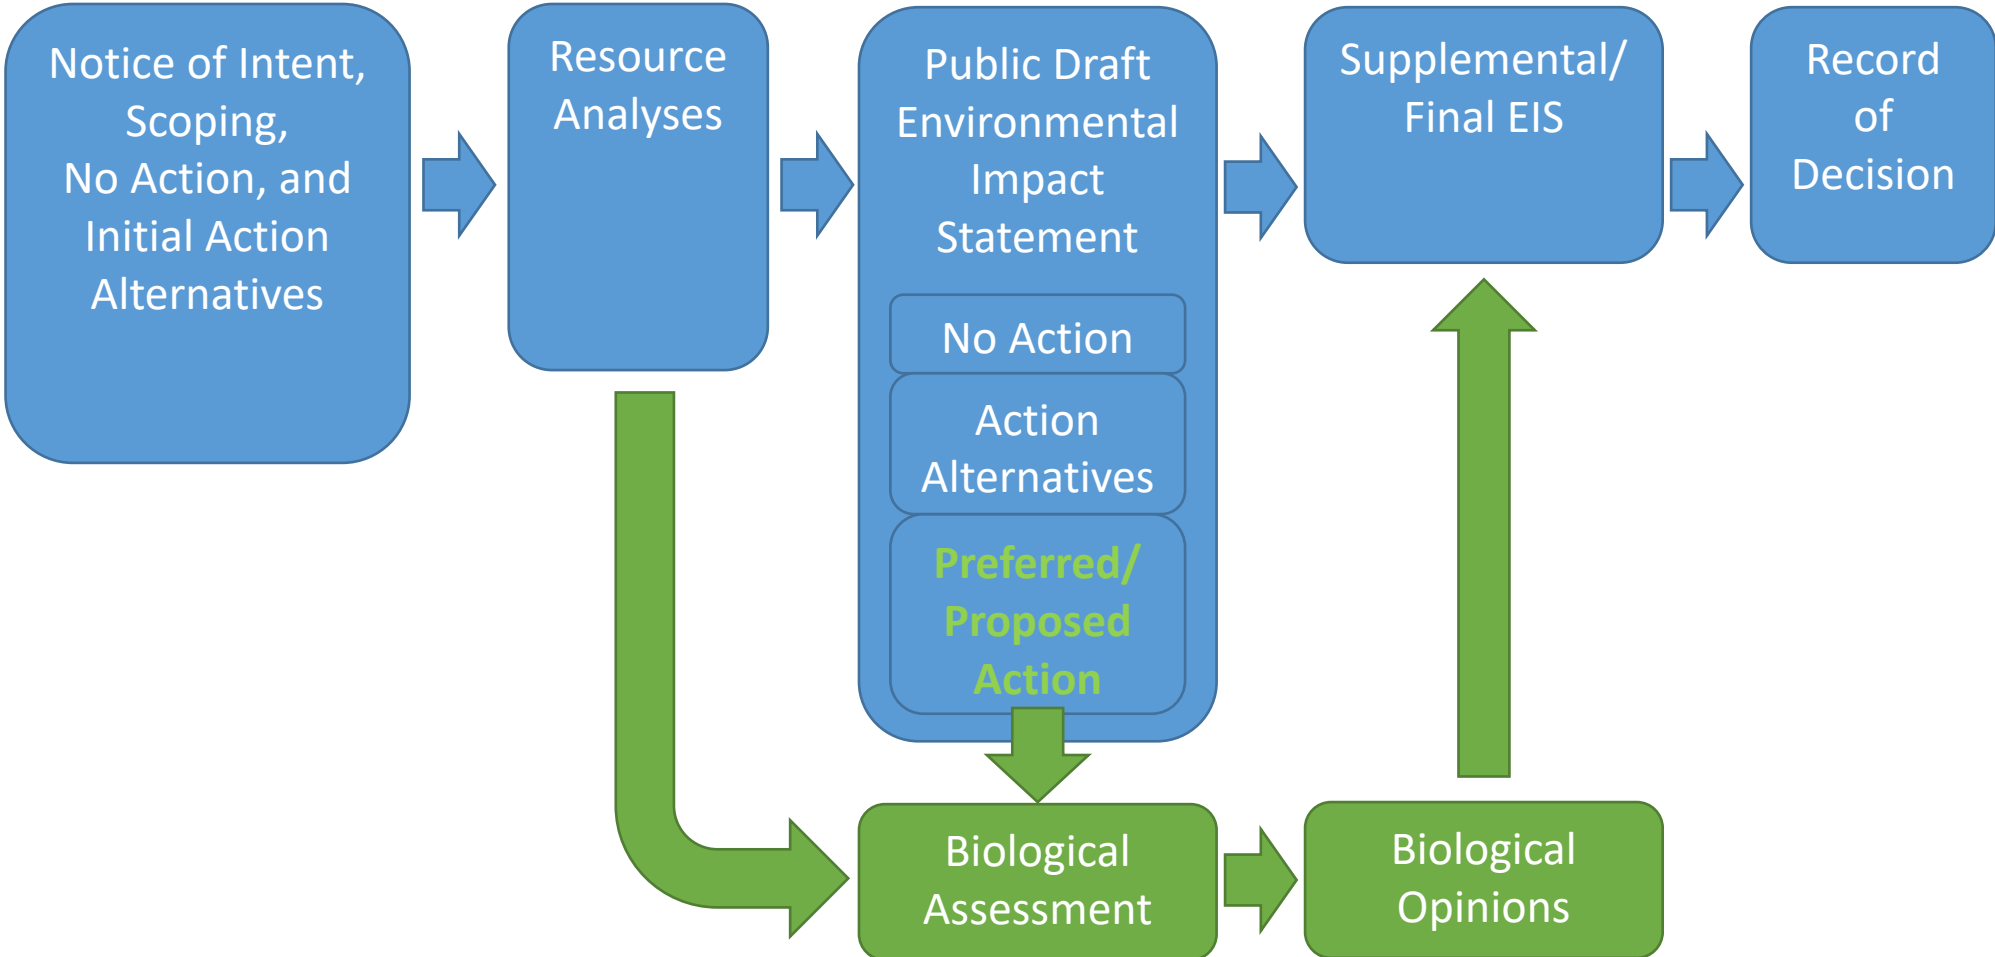 Notice of Intent,
Scoping,
No Action, and
Initial Action
Alternatives
Resource
Analyses
Public Draft
Environmental
Impact
Statement
No Action
Action
Alternatives
Preferred/
Proposed
Action
Supplemental/
Final EIS
Record
of
Decision
Biological
Assessment
Biological
Opinions